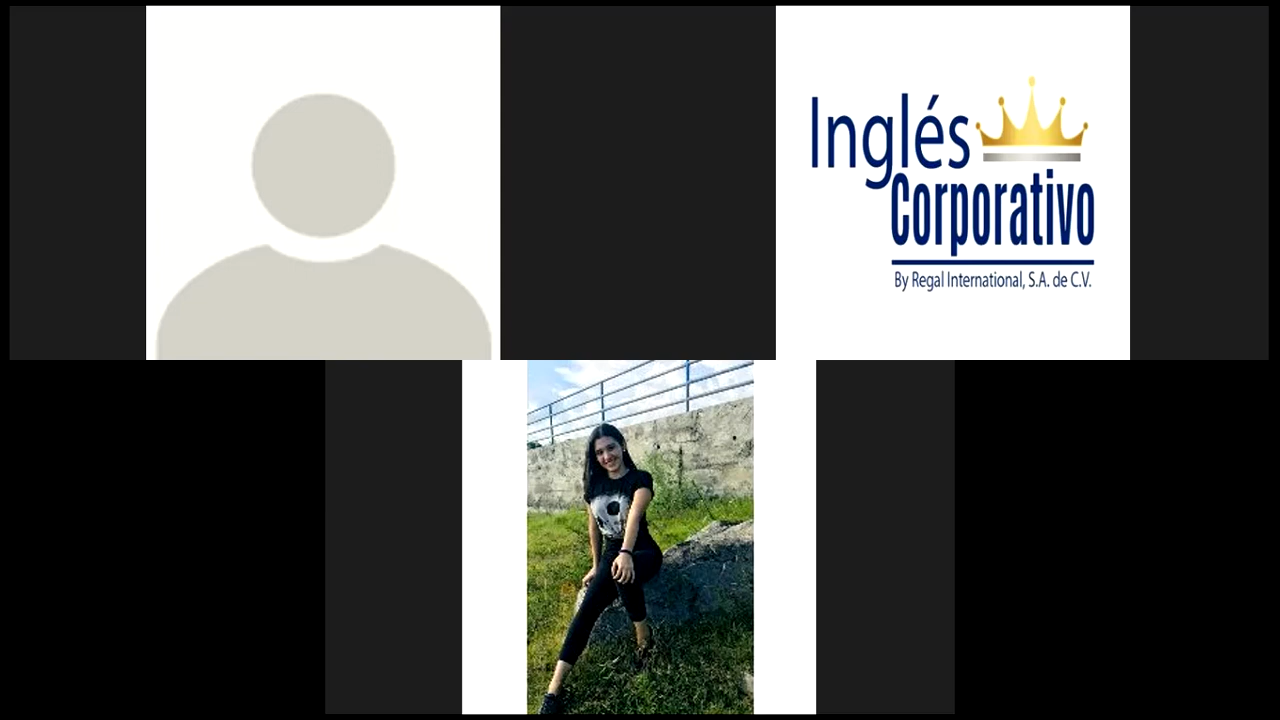 Inglés
Corporativo
By Regal International, S.A. de C.V.